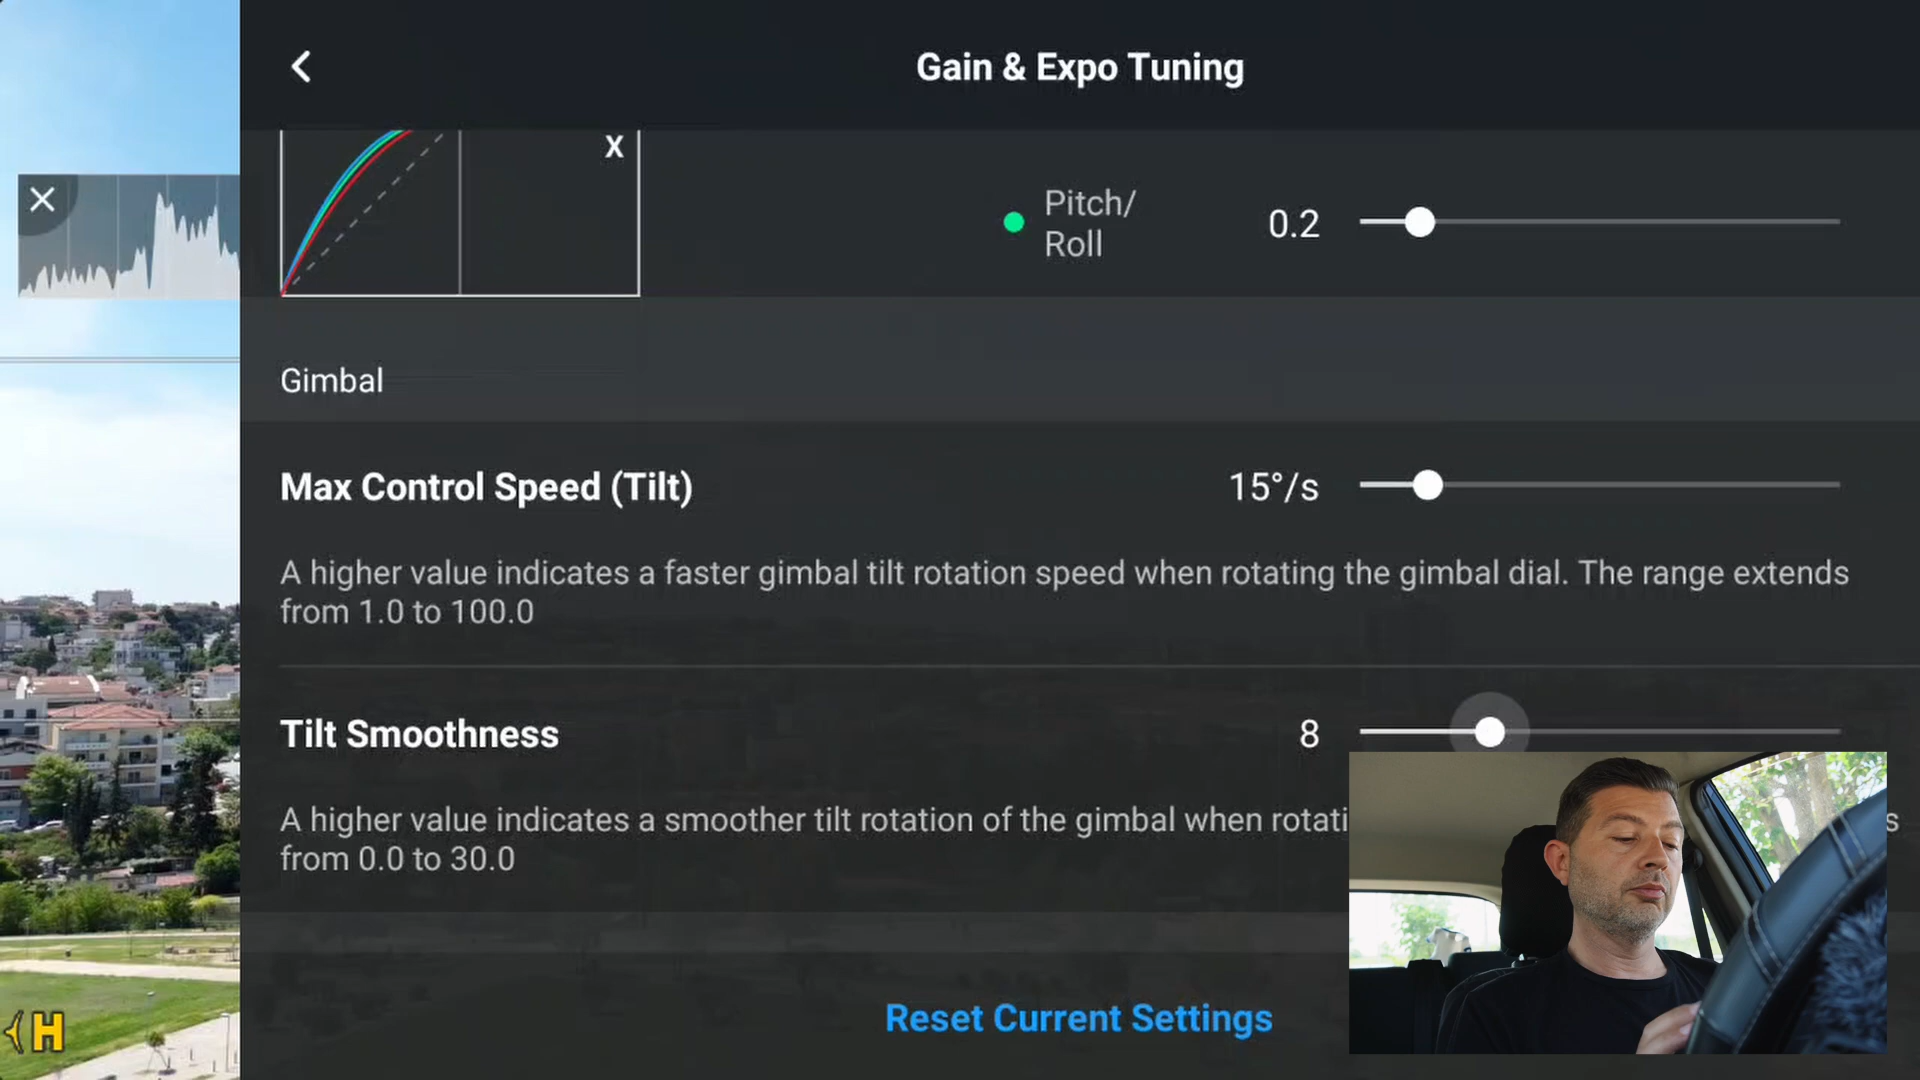 Gain & Expo Tuning
X
Pitch/
Roll
0.2
Gimbal
Max Control Speed (Tilt)
15°/s
A higher value indicates a faster gimbal tilt rotation speed when rotating the gimbal dial. The range extends
from 1.0 to 100.0
Tilt Smoothness
8
A higher value indicates a smoother tilt rotation of the gimbal when rotati
s
from 0.0 to 30.0
H
Reset Current Settings